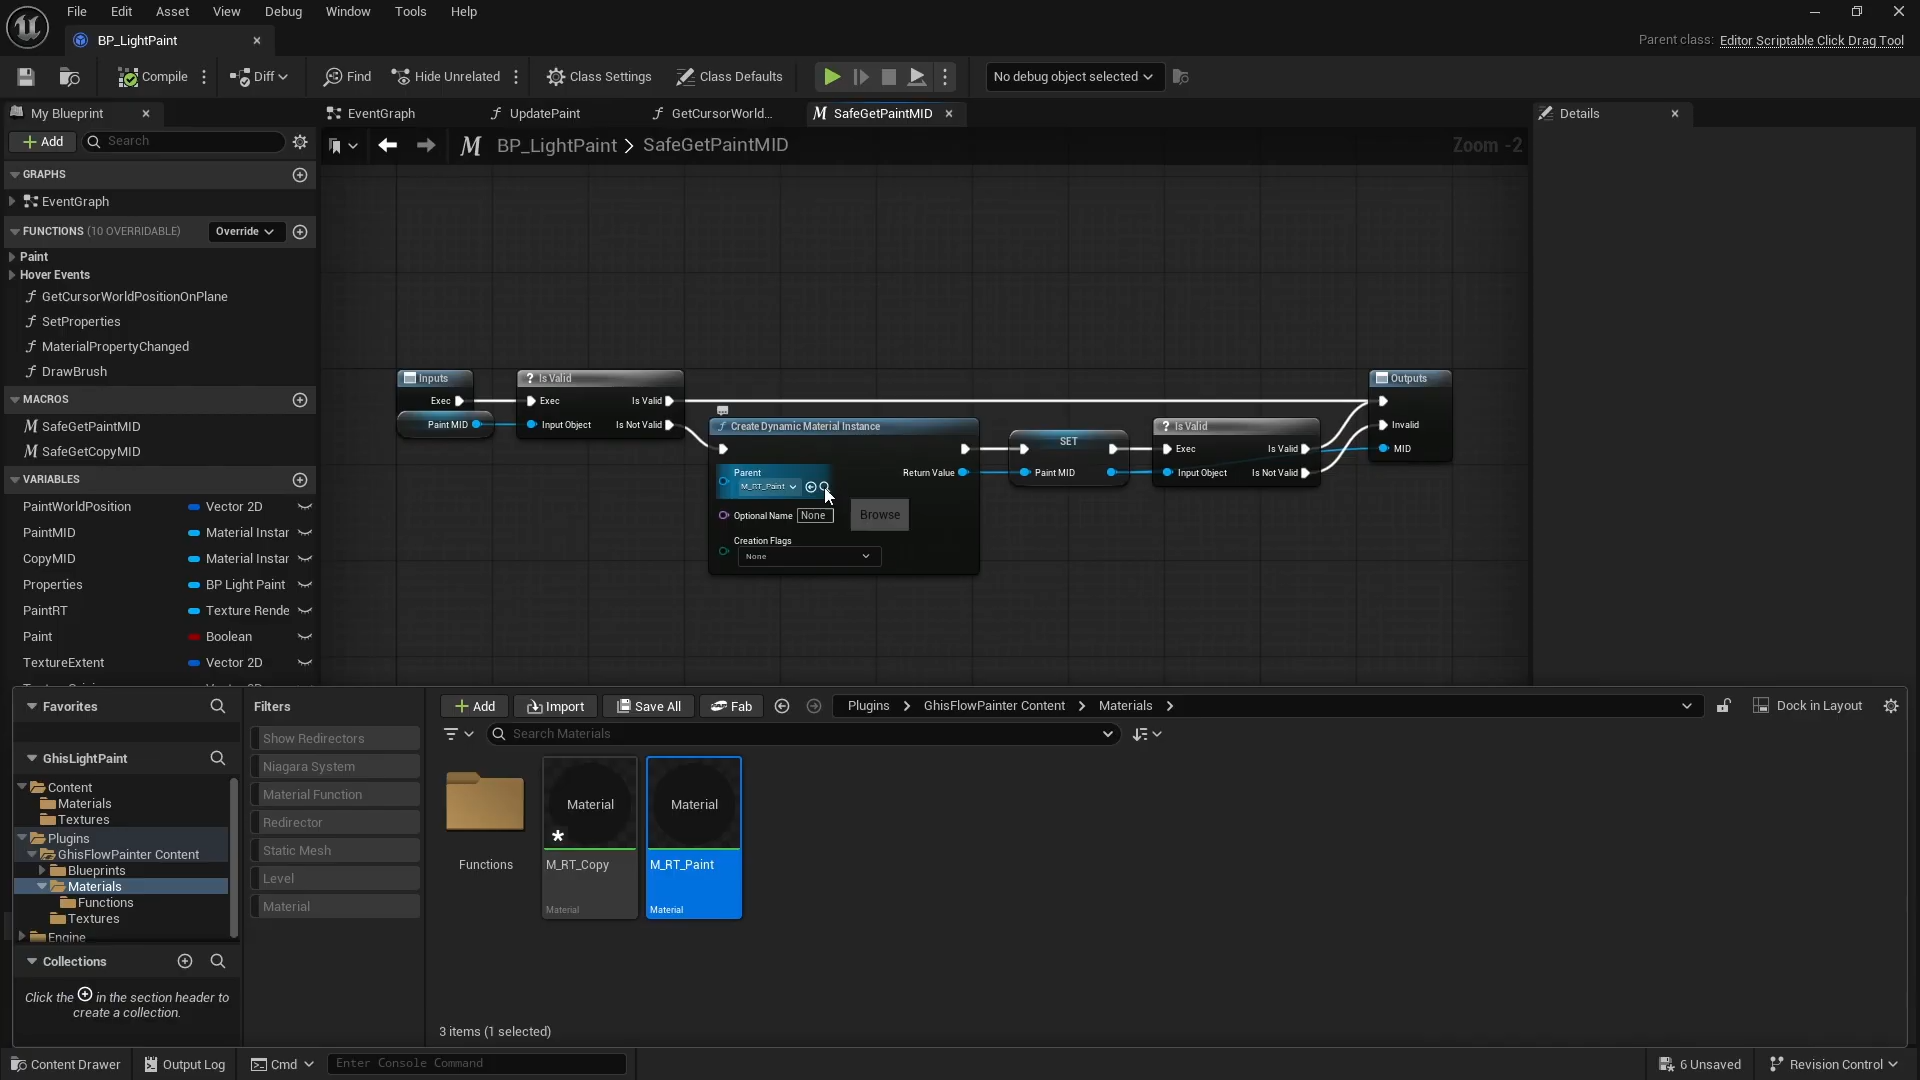 File Edit Asset View Debug Window Tools Help
BP_LightPaint
Parent class: Editor Scriptable Click Drag Tool
Compile Diff Find Hide Unrelated Class Settings Class Defaults No debug object selected
My Blueprint EventGraph UpdatePaint GetCursorWorld... SafeGetPaintMID Details
Add Search
BP_LightPaint > SafeGetPaintMID Zoom -2
GRAPHS
EventGraph
FUNCTIONS (10 OVERRIDABLE) Override
Paint
Hover Events
GetCursorWorldPositionOnPlane
SetProperties
MaterialPropertyChanged
DrawBrush
MACROS
SafeGetPaintMID
SafeGetCopyMID
VARIABLES
PaintWorldPosition Vector 2D
PaintMID Material Instar
CopyMID Material Instar
Properties BP Light Paint
PaintRT Texture Rende
Paint Boolean
TextureExtent Vector 2D
Inputs
Exec
Paint MID
? Is Valid
Exec Is Valid
Input Object Is Not Valid
Create Dynamic Material Instance
Parent
M_RT_Paint
Return Value
Optional Name None
Creation Flags
None
Browse
SET
Paint MID
? Is Valid
Exec Is Valid
Input Object Is Not Valid
Outputs
Invalid
MID
Favorites
GhisLightPaint
Content
Materials
Textures
Plugins
GhisFlowPainter Content
Blueprints
Materials
Functions
Textures
Engine
Collections
Click the in the section header to
create a collection.
Filters
Show Redirectors
Niagara System
Material Function
Redirector
Static Mesh
Level
Material
Add Import Save All Fab Plugins > GhisFlowPainter Content > Materials > Dock in Layout
Search Materials
Functions
Material
M_RT_Copy
Material
Material
M_RT_Paint
Material
3 items (1 selected)
Content Drawer Output Log Cmd Enter Console Command 6 Unsaved Revision Control